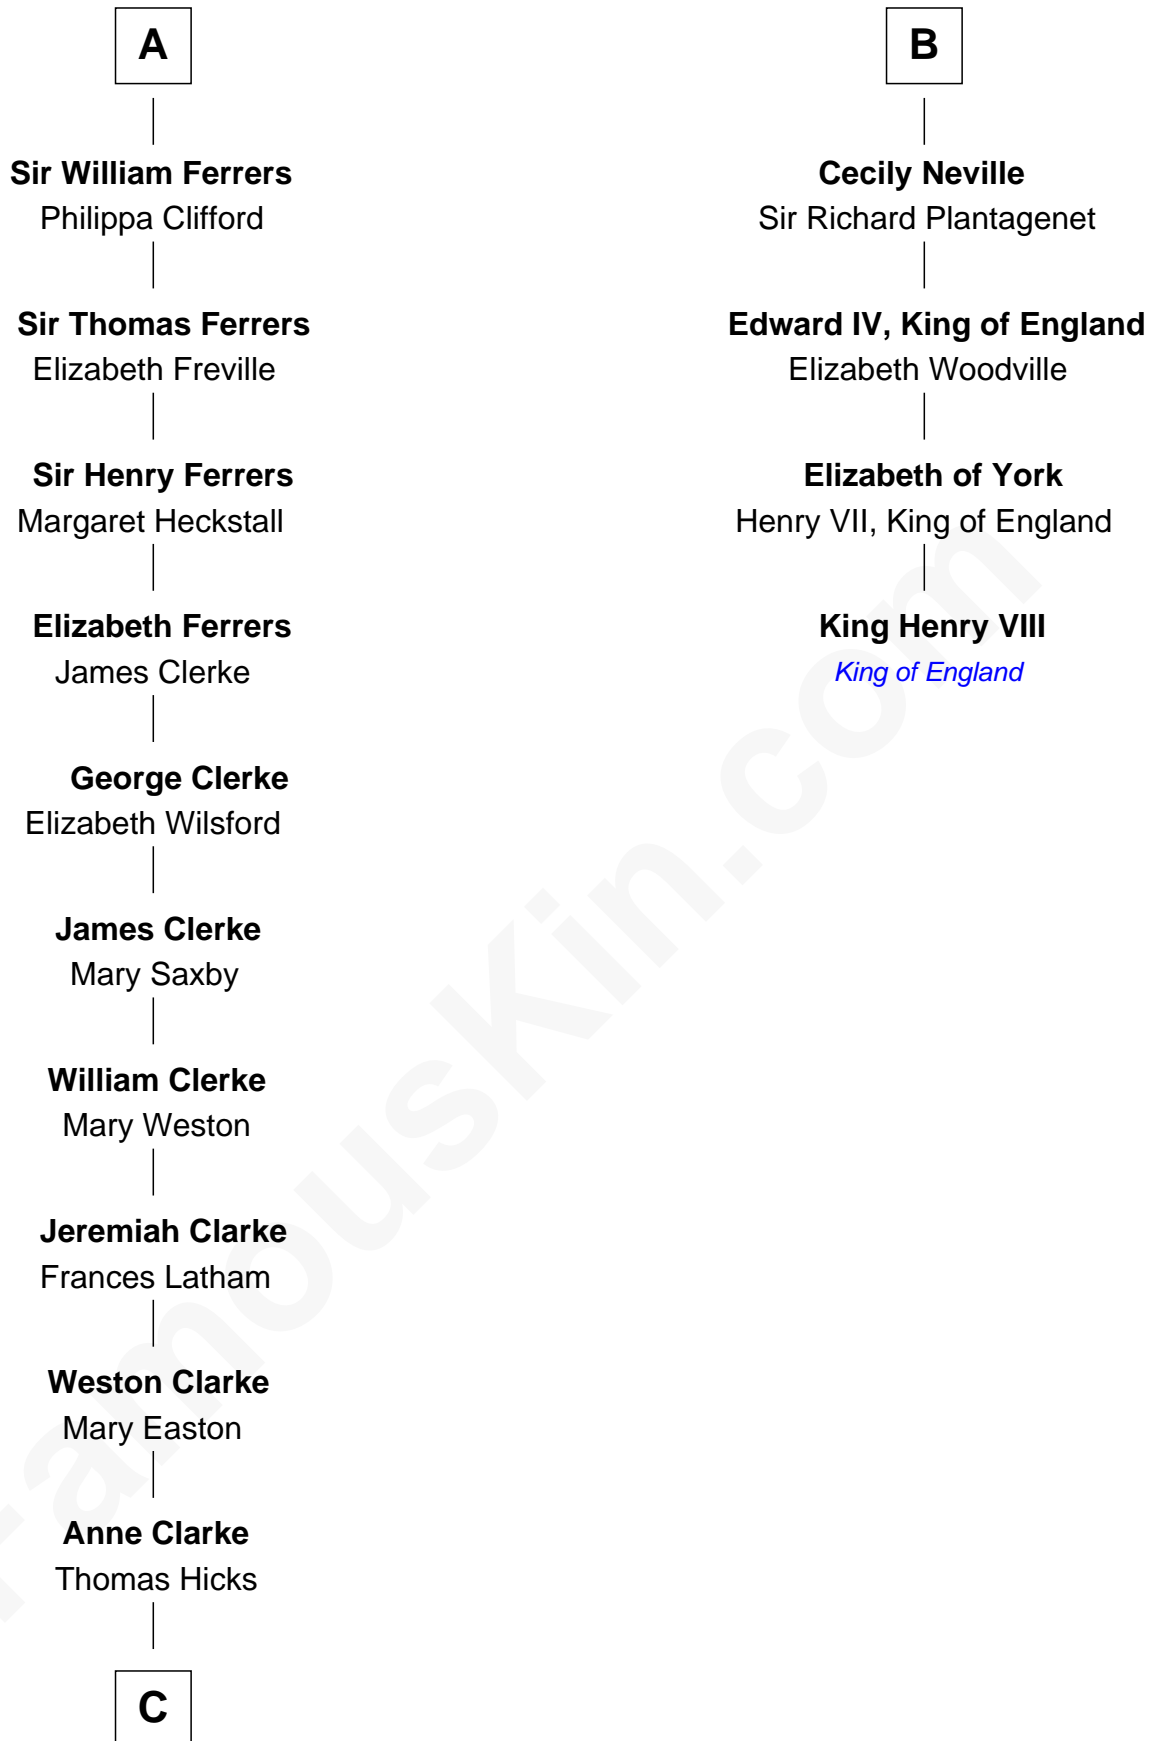 A
Sir William Ferrers
Philippa Clifford
Sir Thomas Ferrers
Elizabeth Freville
Sir Henry Ferrers
Margaret Heckstall
Elizabeth Ferrers
James Clerke
George Clerke
Elizabeth Wilsford
James Clerke
Mary Saxby
William Clerke
Mary Weston
Jeremiah Clarke
Frances Latham
Weston Clarke
Mary Easton
Anne Clarke
Thomas Hicks
C
B
Cecily Neville
Sir Richard Plantagenet
Edward IV, King of England
Elizabeth Woodville
Elizabeth of York
Henry VII, King of England
King Henry VIII
King of England
FamousKin.com